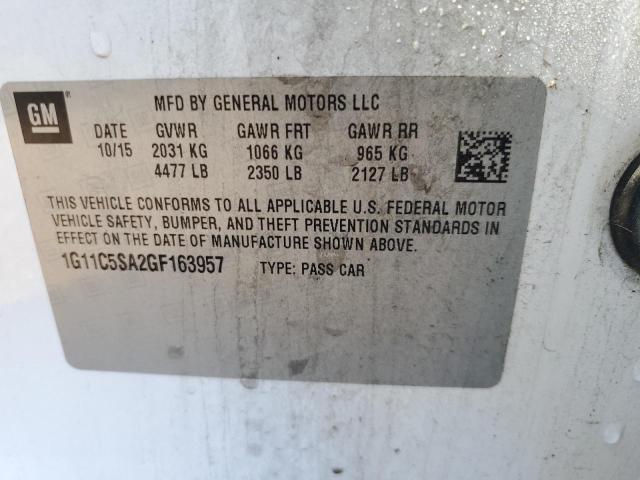 GM
MFD BY GENERAL MOTORS LLC
DATE GVWR GAWR FRT GAWR RR
10/15 2031 KG 1066 KG 965 KG
4477 LB 2350 LB 2127 LB
THIS VEHICLE CONFORMS TO ALL APPLICABLE U.S. FEDERAL MOTOR
VEHICLE SAFETY, BUMPER, AND THEFT PREVENTION STANDARDS IN
EFFECT ON THE DATE OF MANUFACTURE SHOWN ABOVE.
1G11C5SA2GF163957 TYPE: PASS CAR